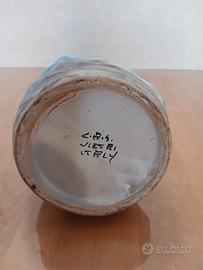 C.A.S.
VIETRI
ITALY
subito